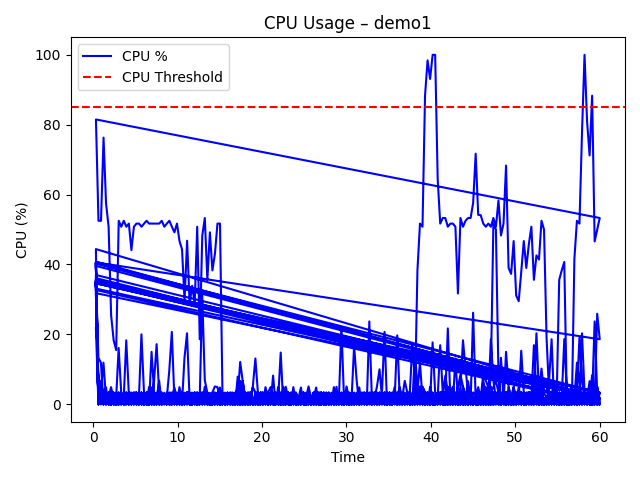 CPU Usage – demo1
CPU %
CPU Threshold
CPU (%)
100
80
60
40
20
0
0 10 20 30 40 50 60
Time